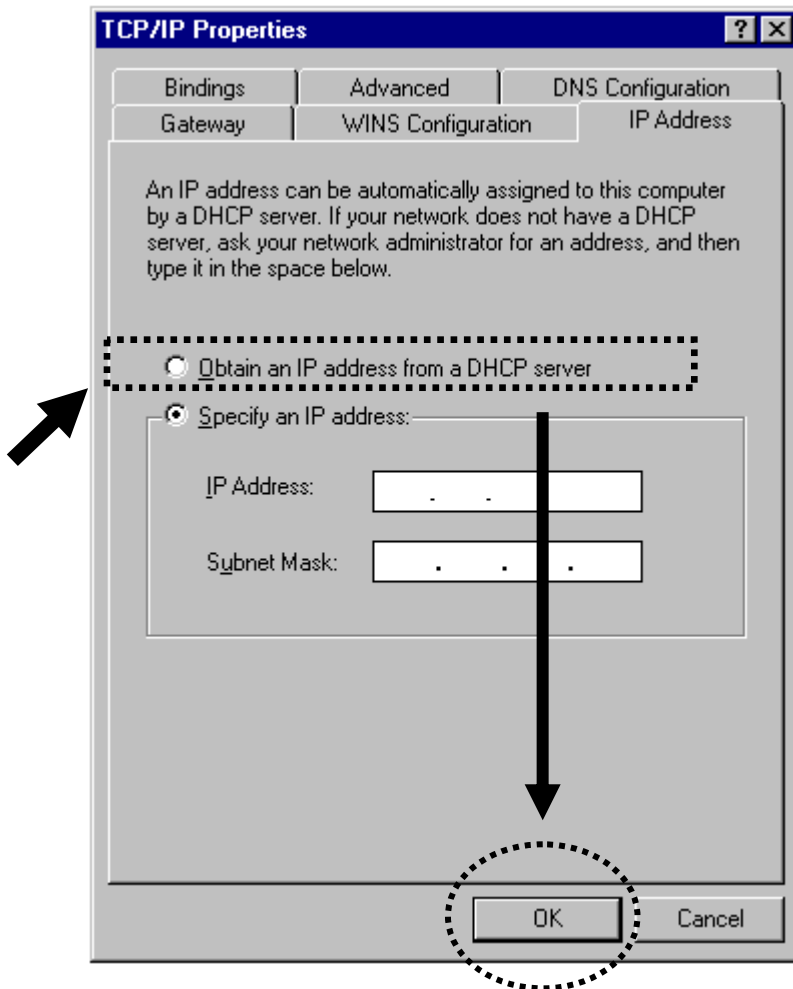 TCP/IP Properties
Bindings Advanced DNS Configuration
Gateway WINS Configuration IP Address
An IP address can be automatically assigned to this computer
by a DHCP server. If your network does not have a DHCP
server, ask your network administrator for an address, and then
type it in the space below.
Obtain an IP address from a DHCP server
Specify an IP address:
IP Address: . .
Subnet Mask: . . .
OK Cancel